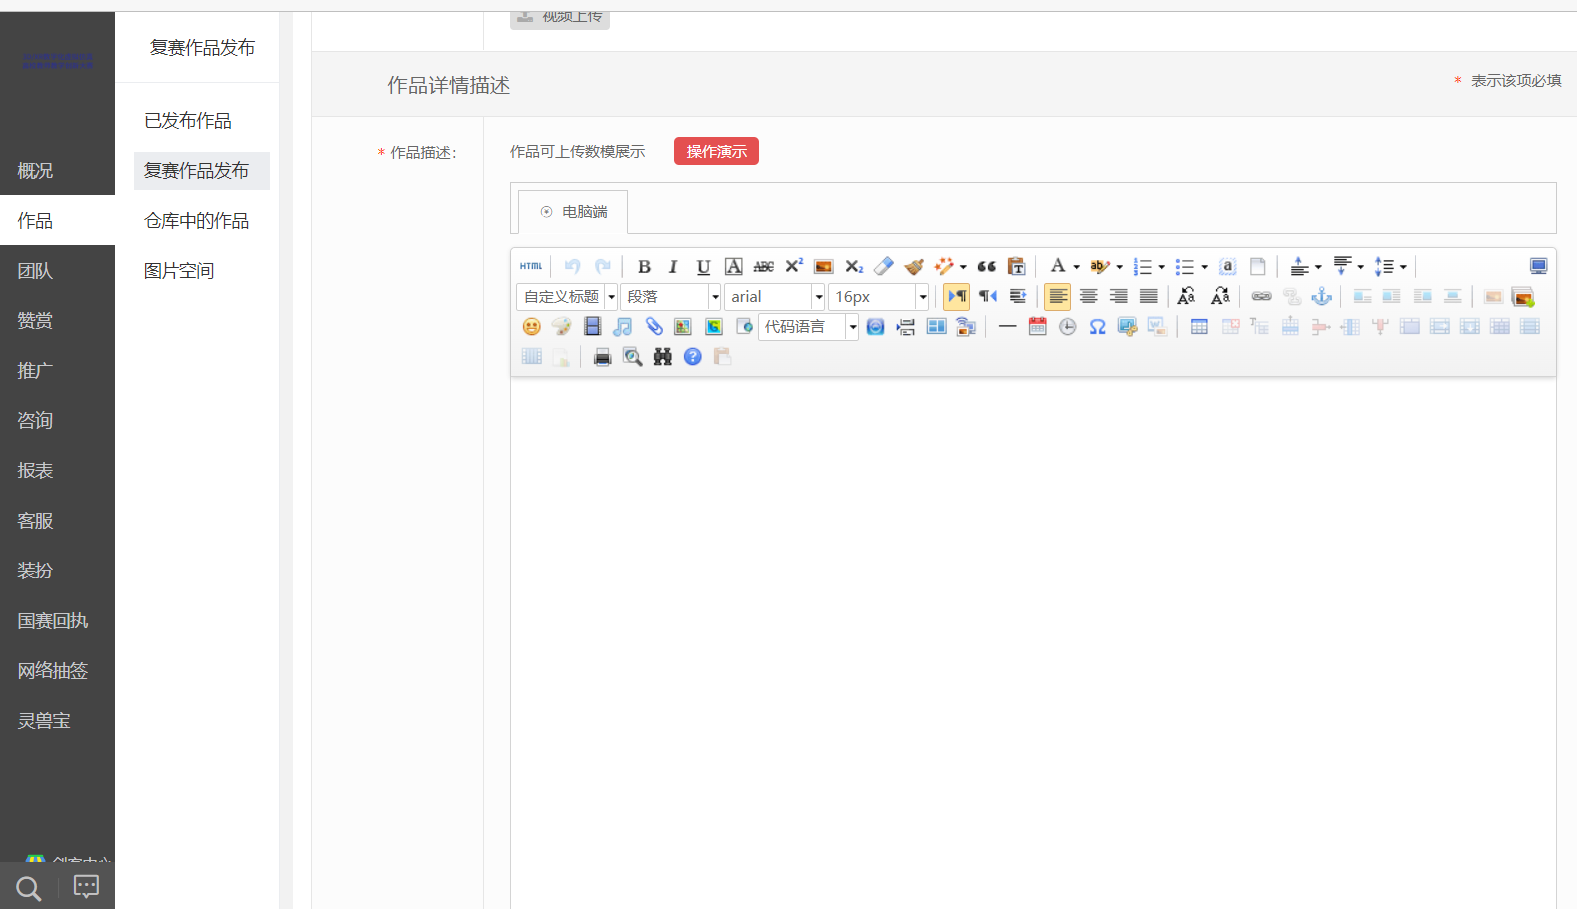 视频上传
复赛作品发布
作品详情描述
* 表示该项必填
已发布作品
复赛作品发布
仓库中的作品
图片空间
概况
作品
团队
赞赏
推广
咨询
报表
客服
装扮
国赛回执
网络抽签
灵兽宝
* 作品描述：
作品可上传数模展示
操作演示
电脑端
HTML
自定义标题
段落
arial
16px
代码语言